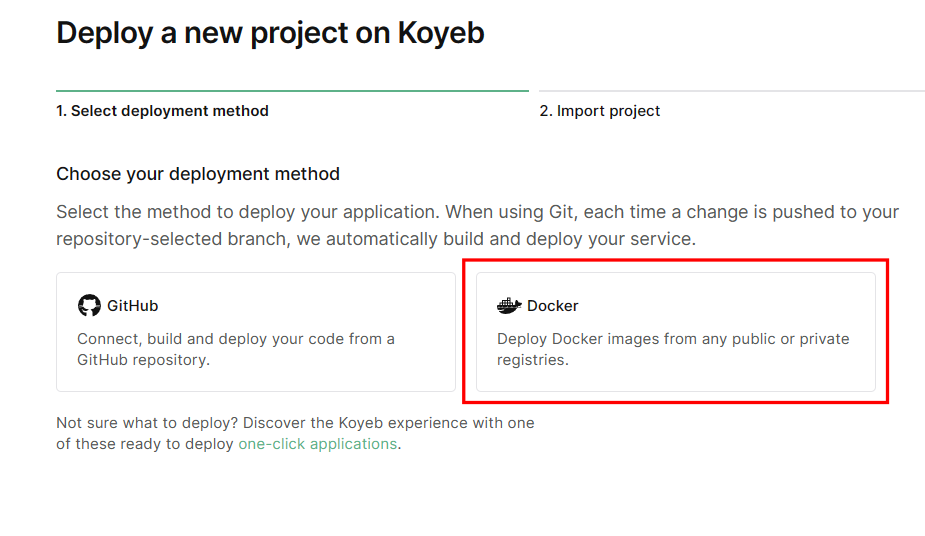 Deploy a new project on Koyeb
1. Select deployment method
2. Import project
Choose your deployment method
Select the method to deploy your application. When using Git, each time a change is pushed to your
repository-selected branch, we automatically build and deploy your service.
GitHub
Connect, build and deploy your code from a
GitHub repository.
Docker
Deploy Docker images from any public or private
registries.
Not sure what to deploy? Discover the Koyeb experience with one
of these ready to deploy one-click applications.